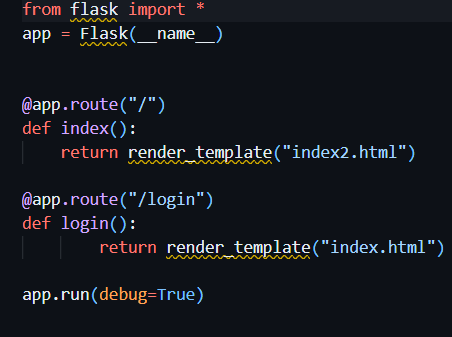 from flask import *
app = Flask(__name__)
@app.route("/")
def index():
    return render_template("index2.html")
@app.route("/login")
def login():
        return render_template("index.html")
app.run(debug=True)